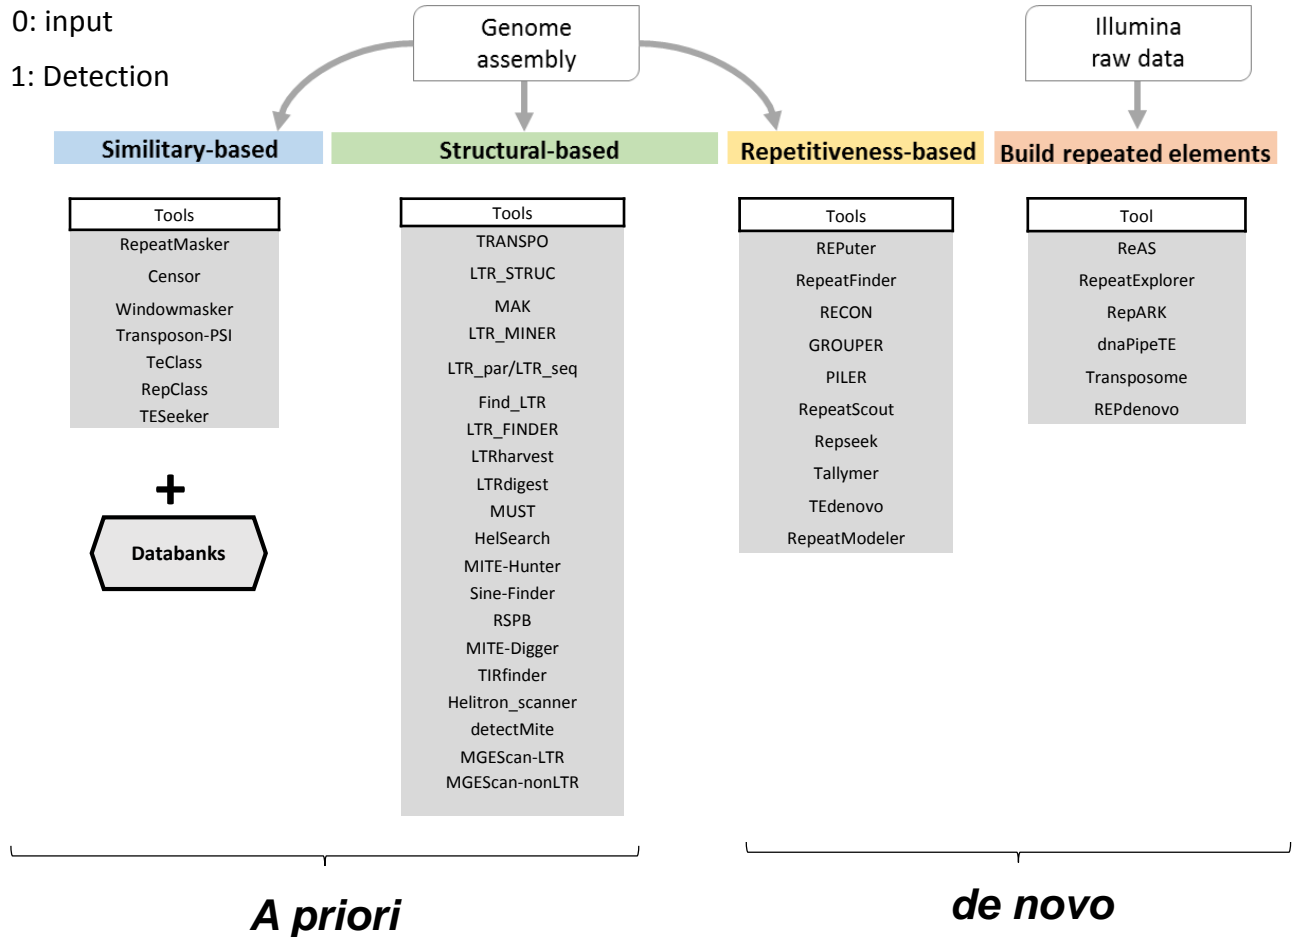 0: input
1: Detection
Genome
assembly
Illumina
raw data
Similitary-based
Structural-based
Repetitiveness-based
Build repeated elements
Tools
RepeatMasker
Censor
Windowmasker
Transposon-PSI
TeClass
RepClass
TESeeker
+
Databanks
Tools
TRANSPO
LTR_STRUC
MAK
LTR_MINER
LTR_par/LTR_seq
Find_LTR
LTR_FINDER
LTRharvest
LTRdigest
MUST
HelSearch
MITE-Hunter
Sine-Finder
RSPB
MITE-Digger
TIRfinder
Helitron_scanner
detectMite
MGEScan-LTR
MGEScan-nonLTR
Tools
REPuter
RepeatFinder
RECON
GROUPER
PILER
RepeatScout
Repseek
Tallymer
TEdenovo
RepeatModeler
Tool
ReAS
RepeatExplorer
RepARK
dnaPipeTE
Transposome
REPdenovo
A priori
de novo